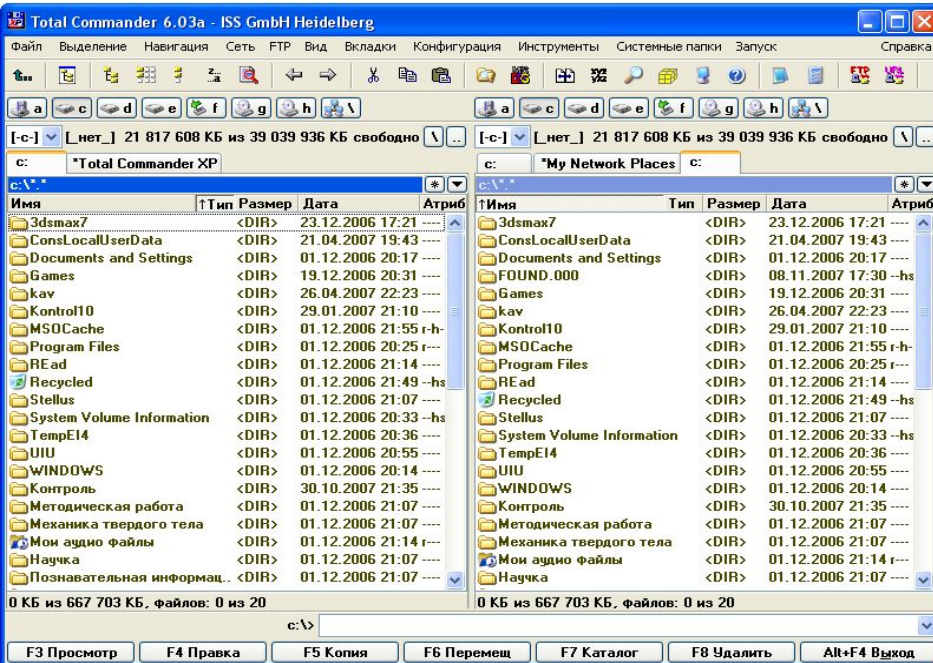 Total Commander 6.03a - ISS GmbH Heidelberg
Файл Выделение Навигация Сеть FTP Вид Вкладки Конфигурация Инструменты Системные папки Запуск Справка
a c d e f g h \ a c d e f g h \
[-c-] [_нет_] 21 817 608 КБ из 39 039 936 КБ свободно \ .. [-c-] [_нет_] 21 817 608 КБ из 39 039 936 КБ свободно \ ..
c: *Total Commander XP c: *My Network Places c:
c:\*.* * c:\*.* *
Имя ↑Тип Размер Дата Атриб ↑Имя Тип Размер Дата Атриб
3dsmax7 <DIR> 23.12.2006 17:21 ---- 3dsmax7 <DIR> 23.12.2006 17:21 ----
ConsLocalUserData <DIR> 21.04.2007 19:43 ---- ConsLocalUserData <DIR> 21.04.2007 19:43 ----
Documents and Settings <DIR> 01.12.2006 20:17 ---- Documents and Settings <DIR> 01.12.2006 20:17 ----
Games <DIR> 19.12.2006 20:31 ---- FOUND.000 <DIR> 08.11.2007 17:30 --hs
kav <DIR> 26.04.2007 22:23 ---- Games <DIR> 19.12.2006 20:31 ----
Kontrol10 <DIR> 29.01.2007 21:10 ---- kav <DIR> 26.04.2007 22:23 ----
MSOCache <DIR> 01.12.2006 21:55 r-h- Kontrol10 <DIR> 29.01.2007 21:10 ----
Program Files <DIR> 01.12.2006 20:25 r--- MSOCache <DIR> 01.12.2006 21:55 r-h-
REad <DIR> 01.12.2006 21:14 ---- Program Files <DIR> 01.12.2006 20:25 r---
Recycled <DIR> 01.12.2006 21:49 --hs REad <DIR> 01.12.2006 21:14 ----
Stellus <DIR> 01.12.2006 21:07 ---- Recycled <DIR> 01.12.2006 21:49 --hs
System Volume Information <DIR> 01.12.2006 20:33 --hs Stellus <DIR> 01.12.2006 21:07 ----
TempEI4 <DIR> 01.12.2006 20:36 ---- System Volume Information <DIR> 01.12.2006 20:33 --hs
UIU <DIR> 01.12.2006 20:55 ---- TempEI4 <DIR> 01.12.2006 20:36 ----
WINDOWS <DIR> 01.12.2006 20:14 ---- UIU <DIR> 01.12.2006 20:55 ----
Контроль <DIR> 30.10.2007 21:35 ---- WINDOWS <DIR> 01.12.2006 20:14 ----
Методическая работа <DIR> 01.12.2006 21:07 ---- Контроль <DIR> 30.10.2007 21:35 ----
Механика твердого тела <DIR> 01.12.2006 21:07 ---- Методическая работа <DIR> 01.12.2006 21:07 ----
Мои аудио файлы <DIR> 01.12.2006 21:14 r--- Механика твердого тела <DIR> 01.12.2006 21:07 ----
Научка <DIR> 01.12.2006 21:07 ---- Мои аудио файлы <DIR> 01.12.2006 21:14 r---
Познавательная информац.. <DIR> 01.12.2006 21:07 ---- Научка <DIR> 01.12.2006 21:07 ----
0 КБ из 667 703 КБ, файлов: 0 из 20 0 КБ из 667 703 КБ, файлов: 0 из 20
c:\>
F3 Просмотр F4 Правка F5 Копия F6 Перемещ F7 Каталог F8 Удалить Alt+F4 Выход